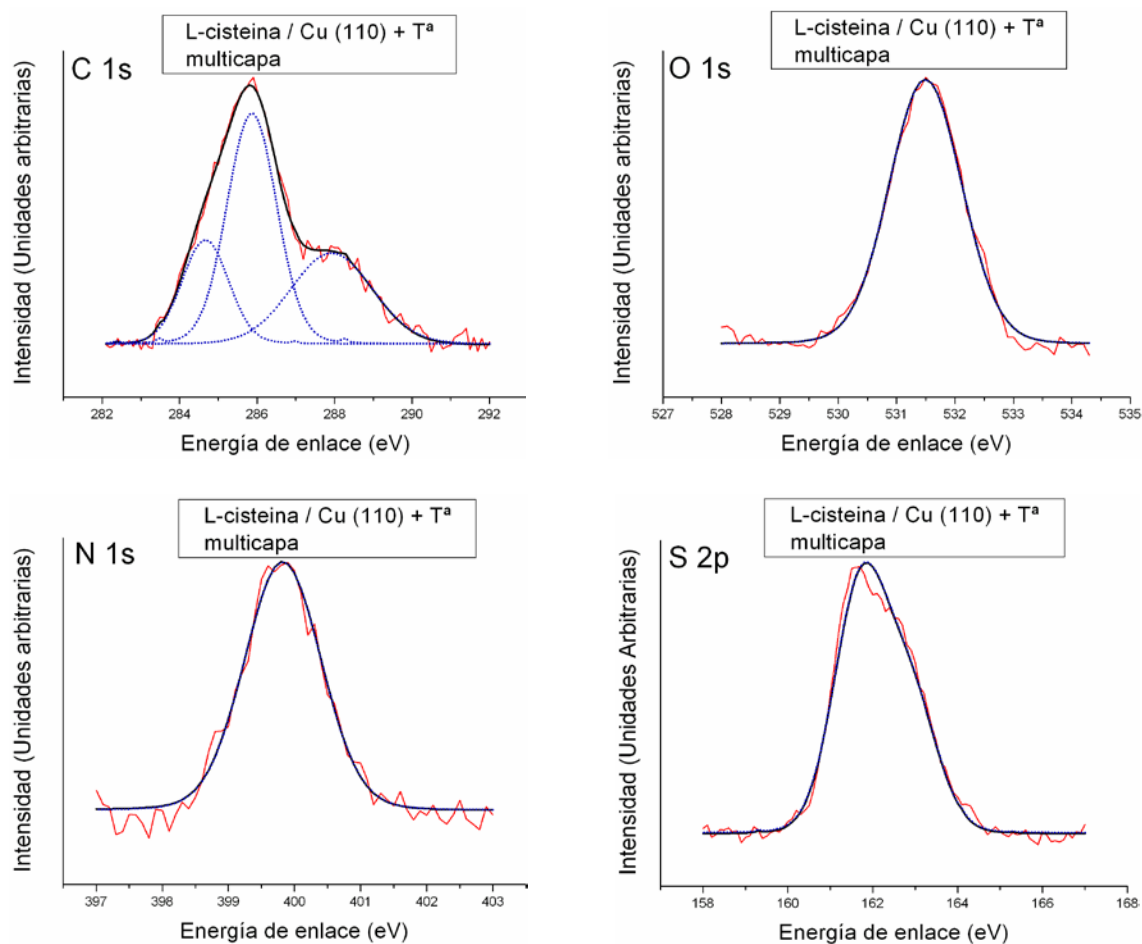 L-cisteina / Cu (110) + Tª
multicapa
C 1s
Intensidad (Unidades arbitrarias)
282 284 286 288 290 292
Energía de enlace (eV)
L-cisteina / Cu (110) + Tª
multicapa
O 1s
Intensidad (Unidades arbitrarias)
527 528 529 530 531 532 533 534 535
Energía de enlace (eV)
L-cisteina / Cu (110) + Tª
multicapa
N 1s
Intensidad (Unidades arbitrarias)
397 398 399 400 401 402 403
Energía de enlace (eV)
L-cisteina / Cu (110) + Tª
multicapa
S 2p
Intensidad (Unidades Arbitrarias)
158 160 162 164 166 168
Energía de enlace (eV)